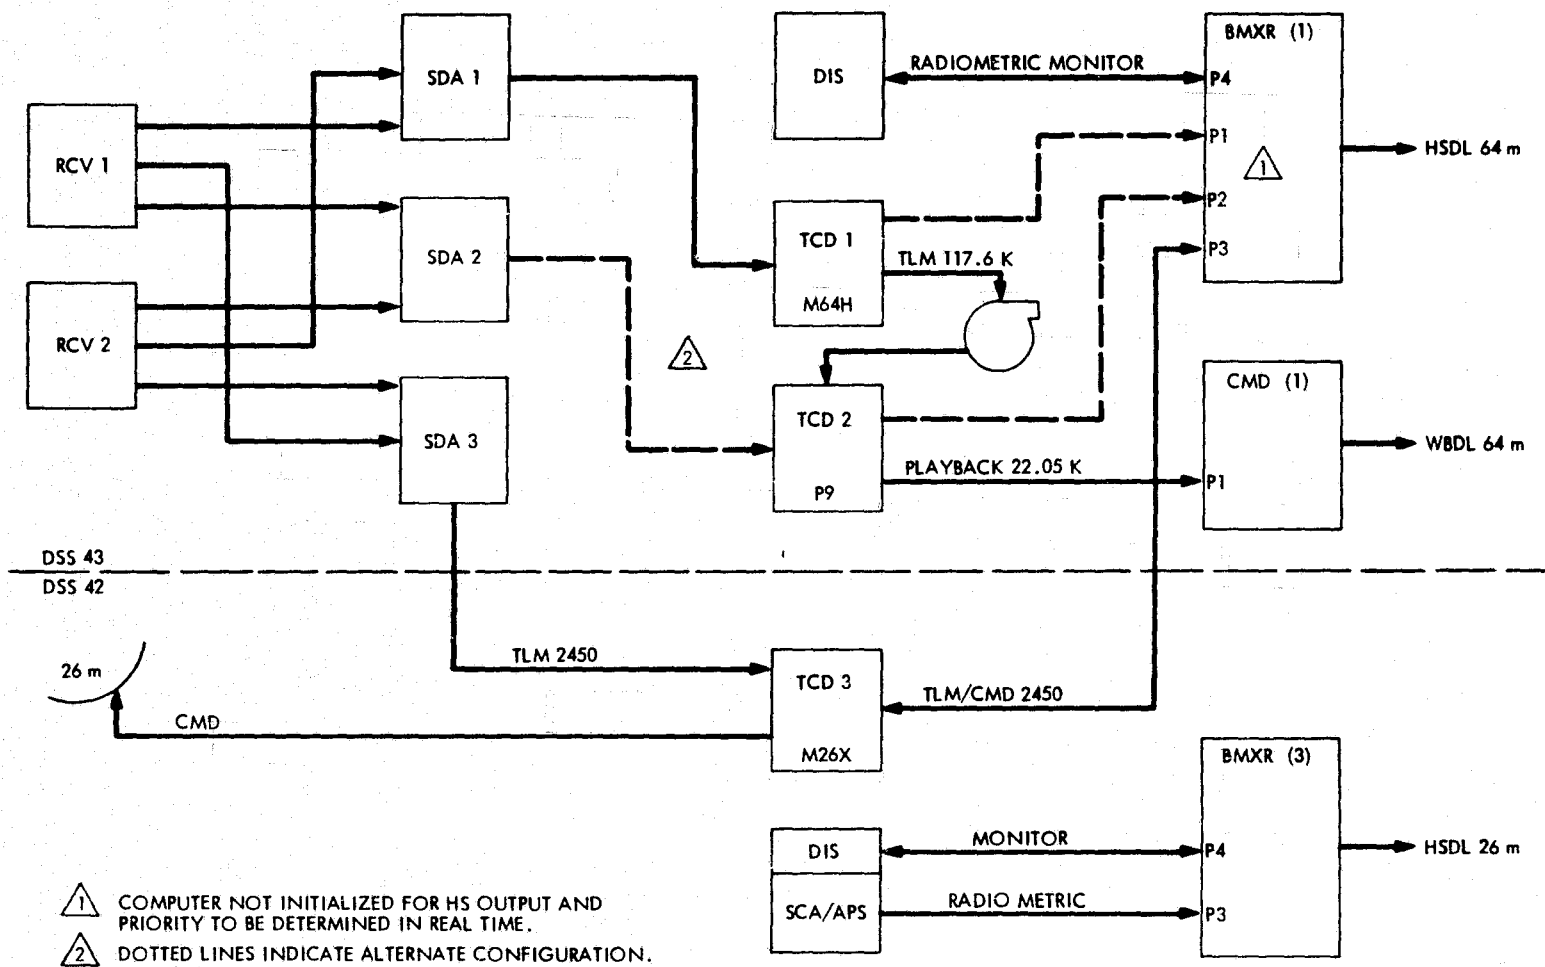 BMXR (1)
SDA 1
DIS
RADIOMETRIC MONITOR
P4
RCV 1
P1
1
HSDL 64 m
P2
SDA 2
TCD 1
P3
TLM 117.6 K
M64H
RCV 2
2
CMD (1)
TCD 2
SDA 3
WBDL 64 m
PLAYBACK 22.05 K
P1
P9
DSS 43
DSS 42
26 m
TLM 2450
TCD 3
TLM/CMD 2450
CMD
M26X
BMXR (3)
DIS
MONITOR
P4
HSDL 26 m
SCA/APS
RADIO METRIC
P3
1 COMPUTER NOT INITIALIZED FOR HS OUTPUT AND
PRIORITY TO BE DETERMINED IN REAL TIME.
2 DOTTED LINES INDICATE ALTERNATE CONFIGURATION.